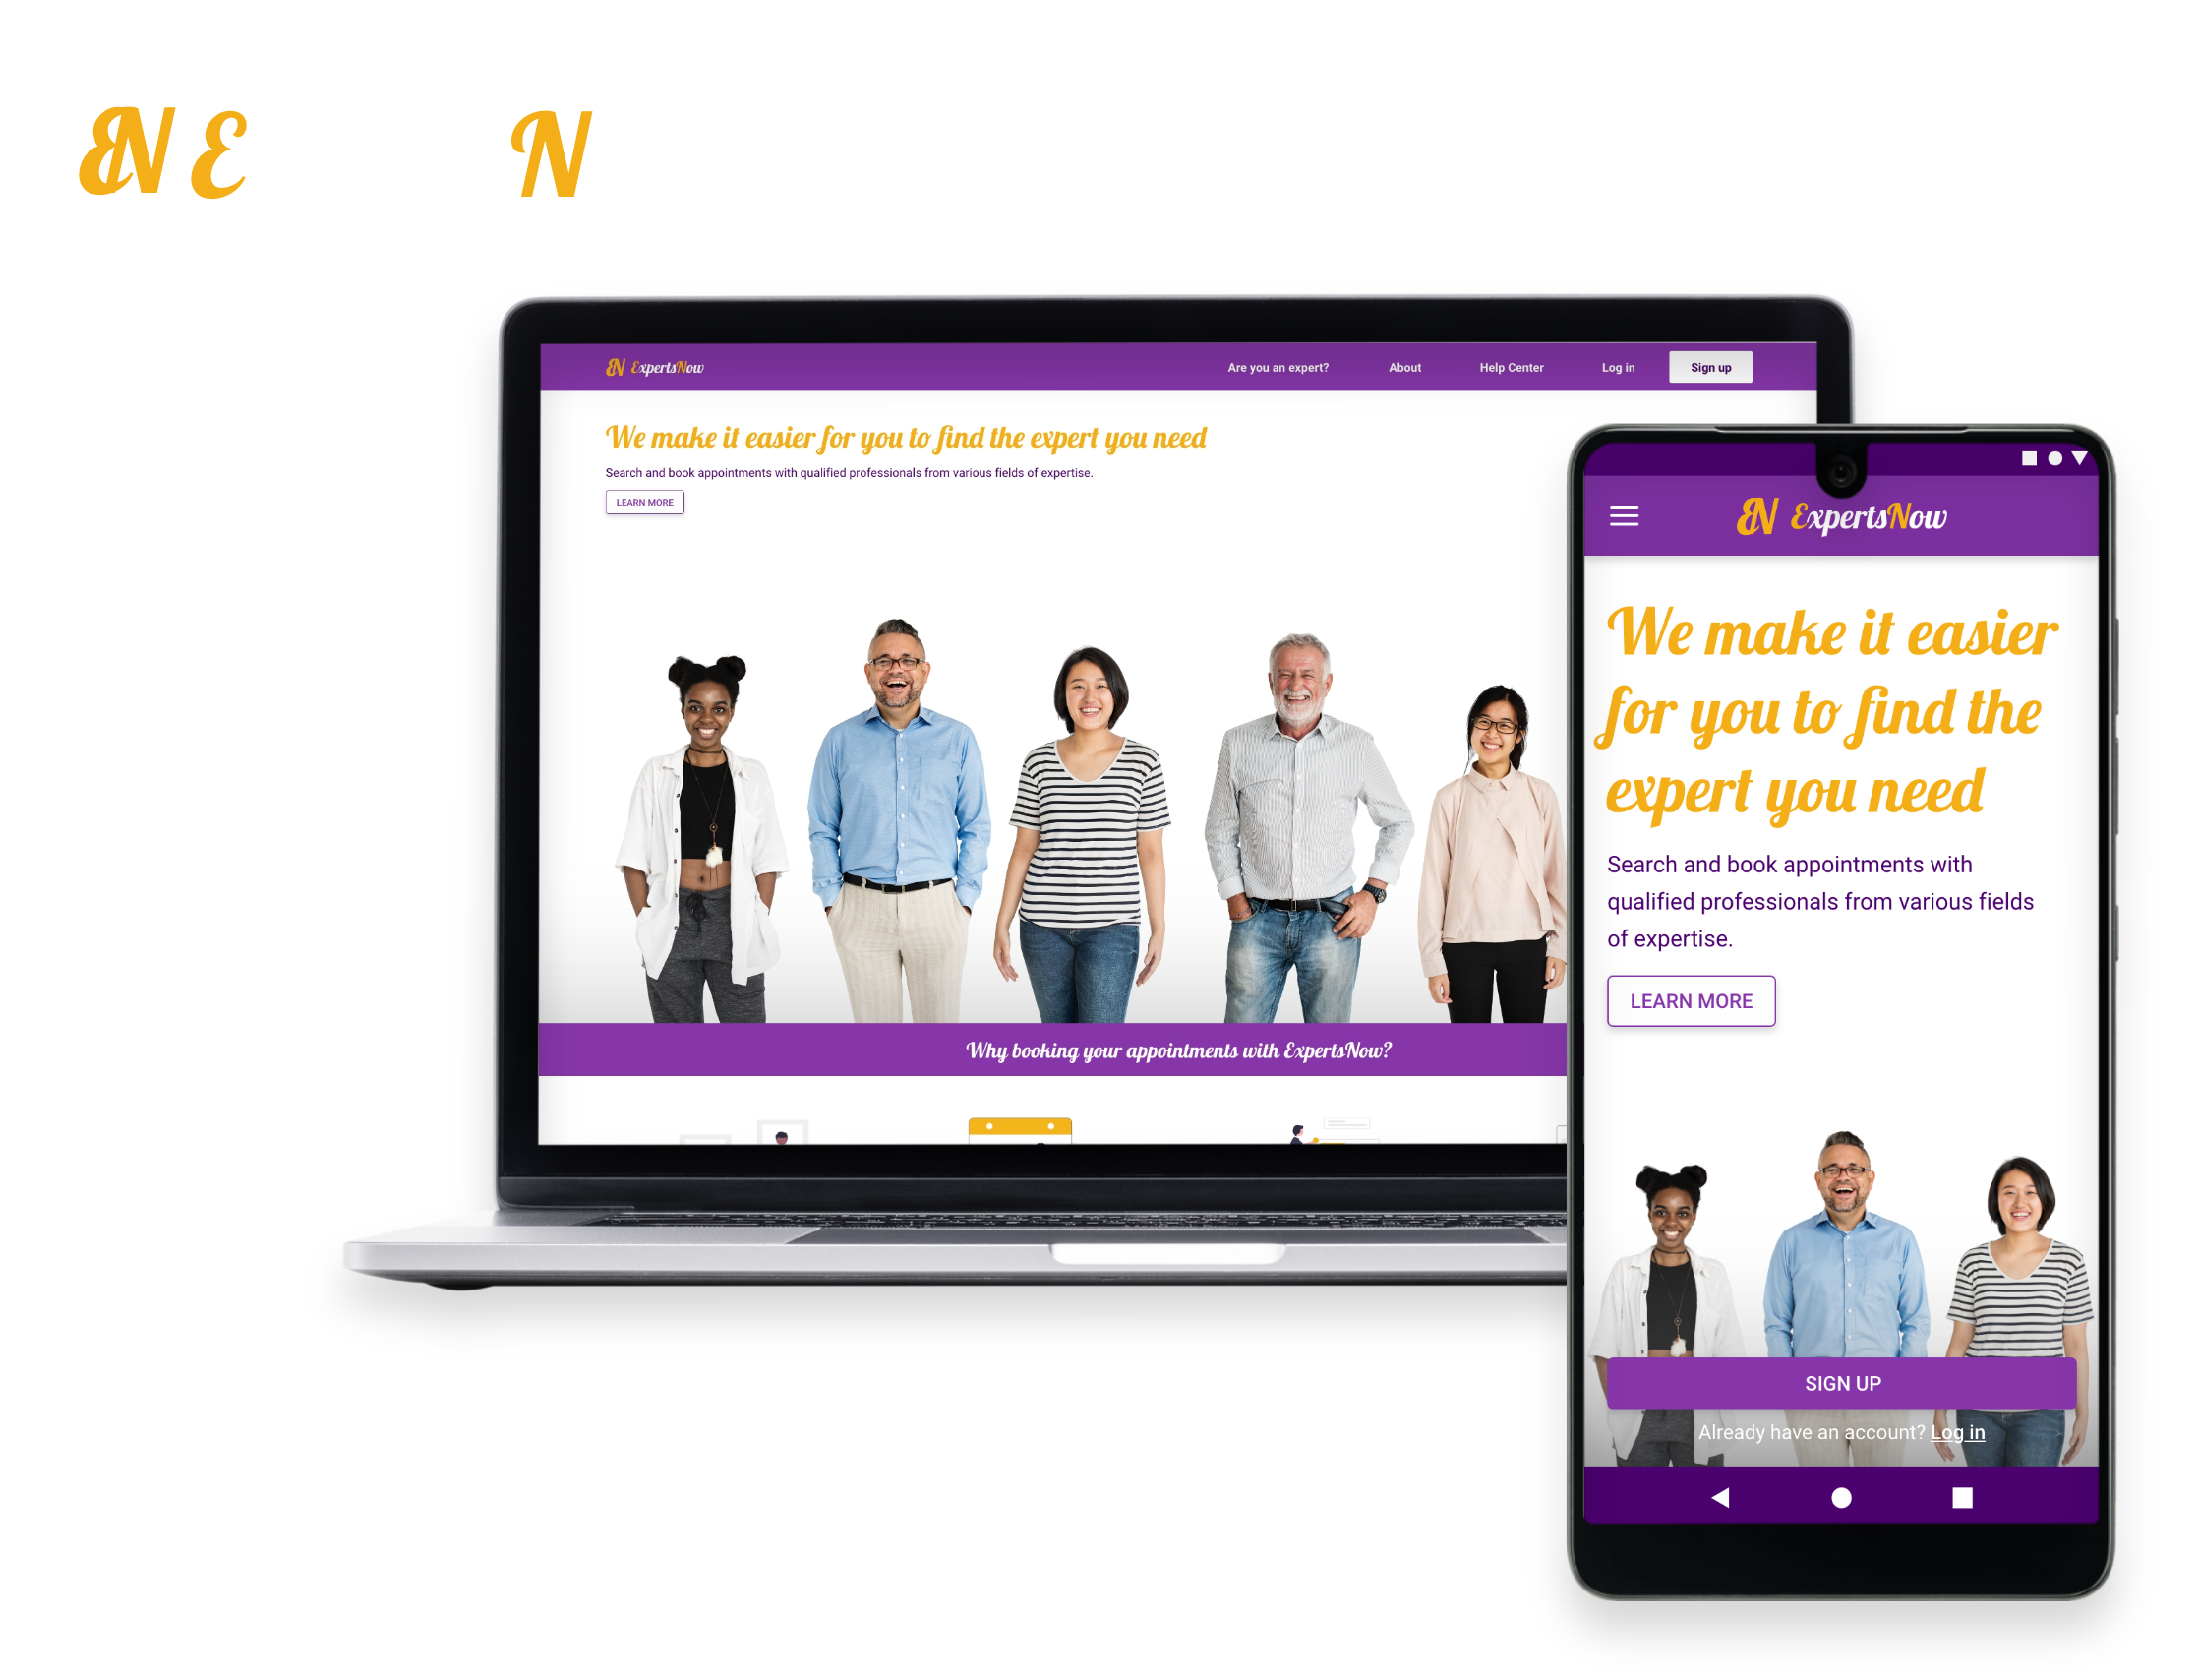 EN E N
EN ExpertsNow
Are you an expert?
About
Help Center
Log in
Sign up
We make it easier for you to find the expert you need
Search and book appointments with qualified professionals from various fields of expertise.
LEARN MORE
Why booking your appointments with ExpertsNow?
EN ExpertsNow
We make it easier
for you to find the
expert you need
Search and book appointments with
qualified professionals from various fields
of expertise.
LEARN MORE
SIGN UP
Already have an account? Log in